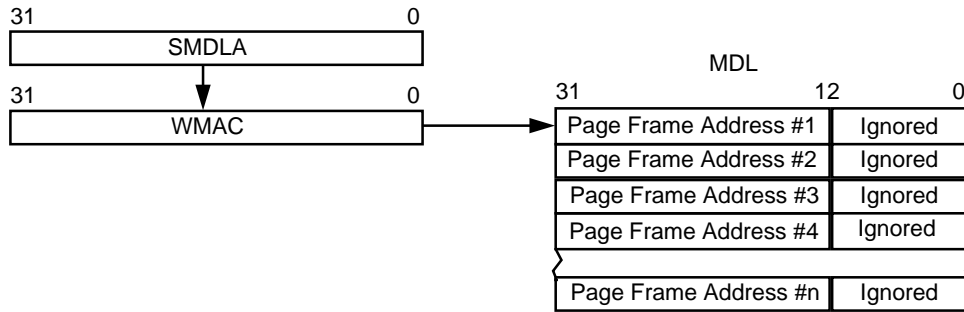 31 0
SMDLA
31 0
WMAC
MDL
31 12 0
Page Frame Address #1 Ignored
Page Frame Address #2 Ignored
Page Frame Address #3 Ignored
Page Frame Address #4 Ignored
Page Frame Address #n Ignored